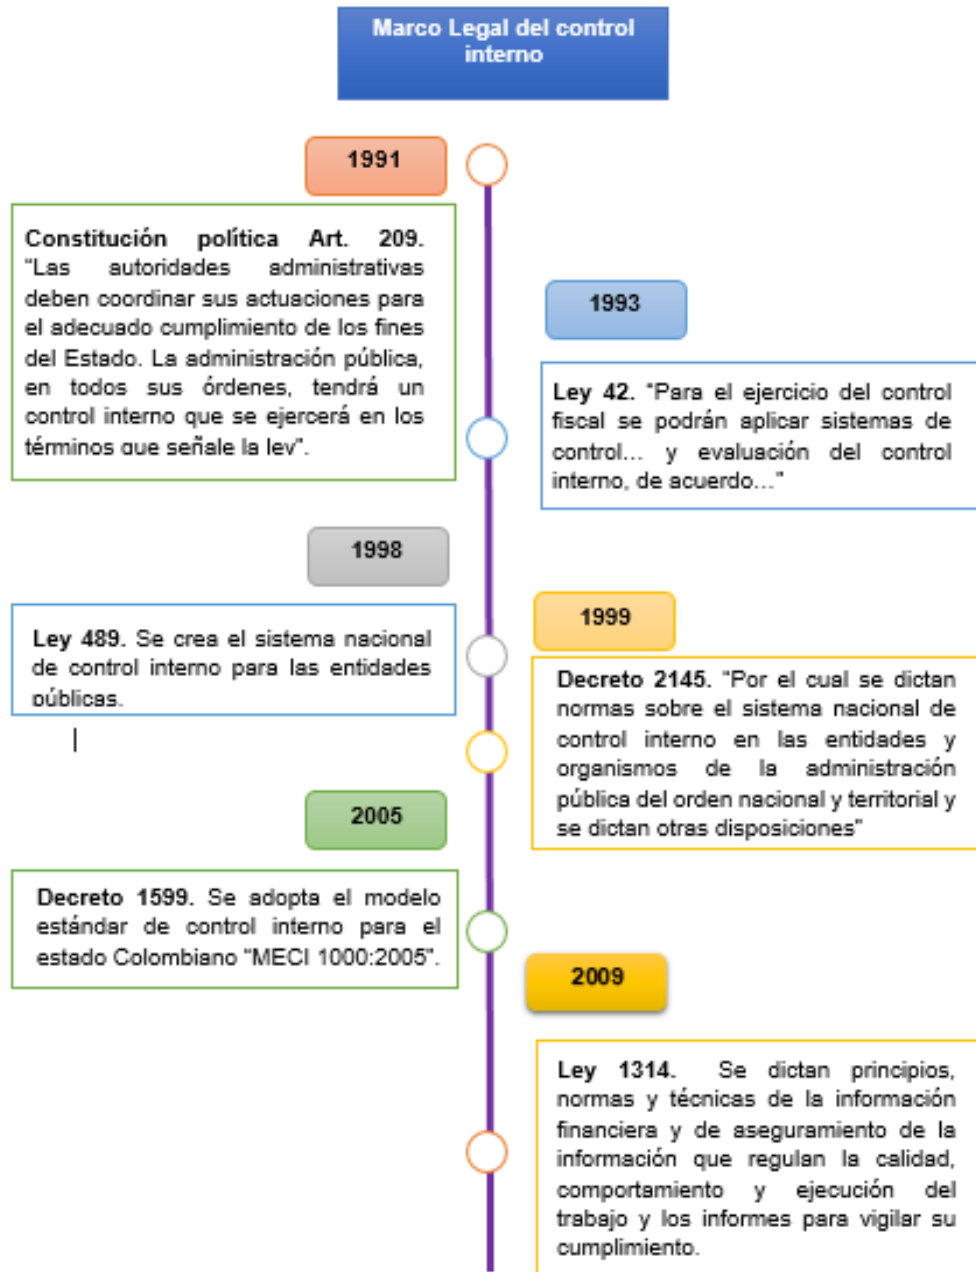 Marco Legal del control
interno
1991
Constitución política Art. 209.
"Las autoridades administrativas
deben coordinar sus actuaciones para
el adecuado cumplimiento de los fines
del Estado. La administración pública,
en todos sus órdenes, tendrá un
control interno que se ejercerá en los
términos que señale la ley".
1993
Ley 42. "Para el ejercicio del control
fiscal se podrán aplicar sistemas de
control... y evaluación del control
interno, de acuerdo..."
1998
Ley 489. Se crea el sistema nacional
de control interno para las entidades
públicas.
1999
Decreto 2145. "Por el cual se dictan
normas sobre el sistema nacional de
control interno en las entidades y
organismos de la administración
pública del orden nacional y territorial y
se dictan otras disposiciones"
2005
Decreto 1599. Se adopta el modelo
estándar de control interno para el
estado Colombiano "MECI 1000:2005".
2009
Ley 1314. Se dictan principios,
normas y técnicas de la información
financiera y de aseguramiento de la
información que regulan la calidad,
comportamiento y ejecución del
trabajo y los informes para vigilar su
cumplimiento.